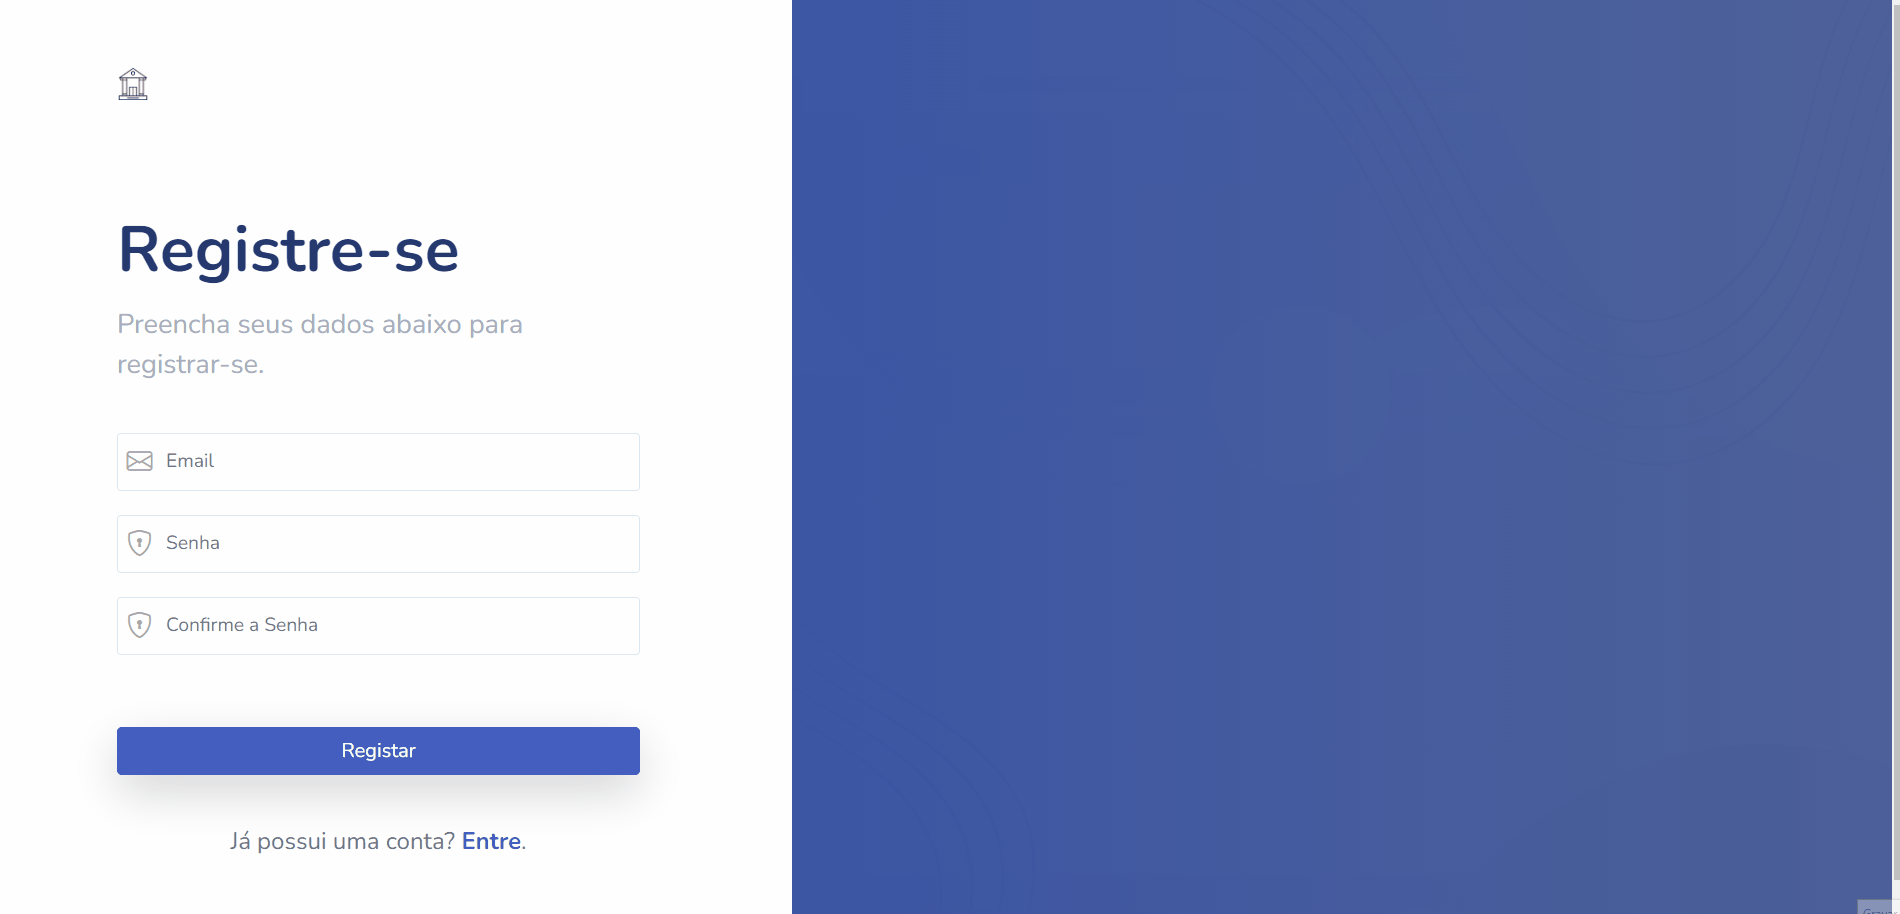 Registre-se
Preencha seus dados abaixo para
registrar-se.
Email
Senha
Confirme a Senha
Registar
Já possui uma conta? Entre.